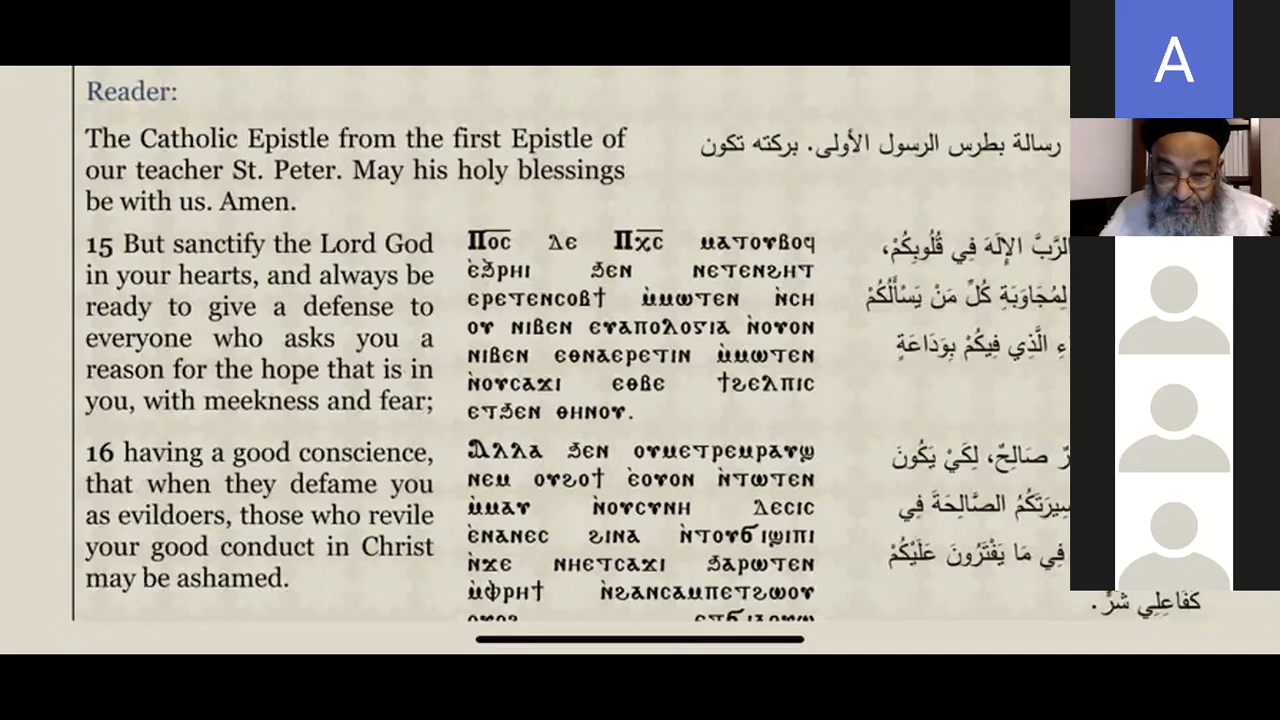 Reader:
The Catholic Epistle from the first Epistle of
our teacher St. Peter. May his holy blessings
be with us. Amen.
رسالة بطرس الرسول الأولى. بركته تكون
15 But sanctify the Lord God
in your hearts, and always be
ready to give a defense to
everyone who asks you a
reason for the hope that is in
you, with meekness and fear;
Ⲡⲟ̅ⲥ̅ ⲇⲉ Ⲡⲭ̅ⲥ̅ ⲙⲁⲧⲟⲩⲃⲟϥ
ⲉ̀ϧ̀ⲣⲏⲓ ϧⲉⲛ ⲛⲉⲧⲉⲛϩⲏⲧ
ⲉⲣⲉⲧⲉⲛⲥⲟⲃϯ ⲙ̀ⲙⲱⲧⲉⲛ ⲛ̀ⲥⲏ
ⲟⲩ ⲛⲓⲃⲉⲛ ⲉⲩⲁⲡⲟⲗⲟⲅⲓⲁ ⲛ̀ⲟⲩⲟⲛ
ⲛⲓⲃⲉⲛ ⲉⲑⲛⲁⲉⲣⲉⲧⲓⲛ ⲙ̀ⲙⲱⲧⲉⲛ
ⲛ̀ⲟⲩⲥⲁϫⲓ ⲉⲑⲃⲉ ϯϩⲉⲗⲡⲓⲥ
ⲉⲧϧⲉⲛ ⲑⲏⲛⲟⲩ.
الرَّبَّ الإِلَهَ فِي قُلُوبِكُمْ،
لِمُجَاوَبَةِ كُلِّ مَنْ يَسْأَلُكُمْ
الَّذِي فِيكُمْ بِوَدَاعَةٍ
16 having a good conscience,
that when they defame you
as evildoers, those who revile
your good conduct in Christ
may be ashamed.
Ⲁⲗⲗⲁ ϧⲉⲛ ⲟⲩⲙⲉⲧⲣⲉⲙⲣⲁⲩϣ
ⲛⲉⲙ ⲟⲩϩⲟϯ ⲉ̀ⲟⲩⲟⲛ ⲛ̀ⲧⲱⲧⲉⲛ
ⲙ̀ⲙⲁⲩ ⲛ̀ⲟⲩⲥⲩⲛⲏ ⲇⲉⲥⲓⲥ
ⲉ̀ⲛⲁⲛⲉⲥ ϩⲓⲛⲁ ⲛ̀ⲧⲟⲩϭⲓϣⲓⲡⲓ
ⲛ̀ϫⲉ ⲛⲏⲉⲧⲥⲁϫⲓ ϧⲁⲣⲱⲧⲉⲛ
ⲙ̀ⲫⲣⲏϯ ⲛ̀ϩⲁⲛⲥⲁⲙⲡⲉⲧϩⲱⲟⲩ
صَالِحٌ، لِكَيْ يَكُونَ
سِيرَتَكُمُ الصَّالِحَةَ فِي
فِي مَا يَفْتَرُونَ عَلَيْكُمْ
كَفَاعِلِي شَرٍّ.
A